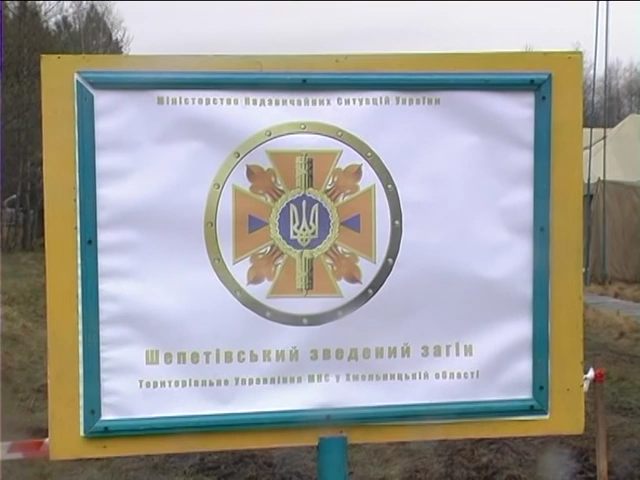 Міністерство Надзвичайних Ситуацій України
Шепетівський зведений загін
Територіальне Управління МНС у Хмельницькій області